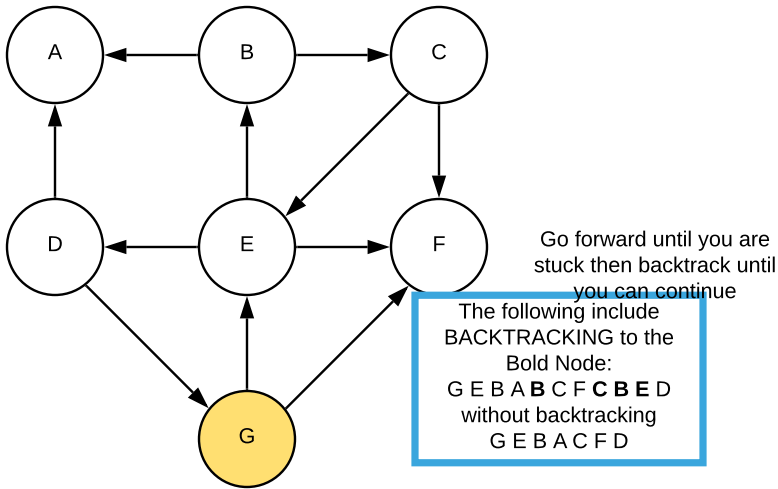 A
B
C
D
E
F
G
Go forward until you are
stuck then backtrack until
you can continue
The following include
BACKTRACKING to the
Bold Node:
G E B A B C F C B E D
without backtracking
G E B A C F D